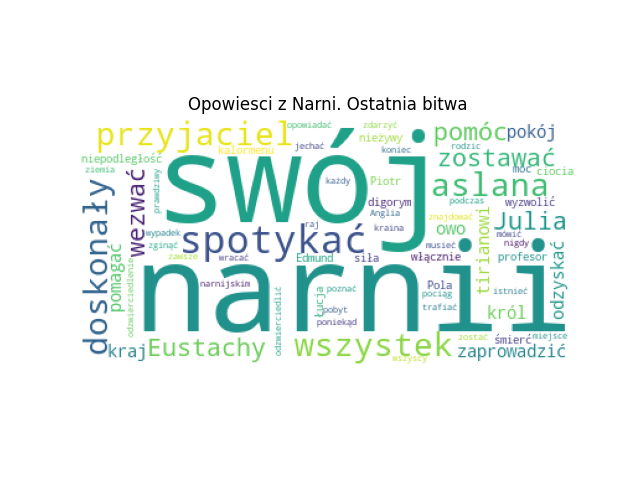 Opowiesci z Narni. Ostatnia bitwa
przyjaciel
opowiadać
zdarzyć
pomóc
pokój
nieżywy
swój
kalormenu
jechać
koniec
rodzic
zostawać
niepodległość
ziemia
wezwać
prawdziwy
każdy
Piotr
aslana
móc
ciocia
doskonały
digorym
podczas
wyzwolić
Anglia
znajdować
Julia
wypadek
zginąć
spotykać
raj
kraina
owo
mówić
musieć
nigdy
zawsze
wracać
Edmund
siła
włącznie
tirianowi
profesor
odzyskać
pomagać
odzmierciedlenie
narnii
narnijskim
Łucja
poznać
Pola
pociąg
istnieć
pobyt
trafiać
król
poniekąd
odzmierciedlić
kraj
Eustachy
wszystek
wszyscy
zostać
śmierć
miejsce
zaprowadzić